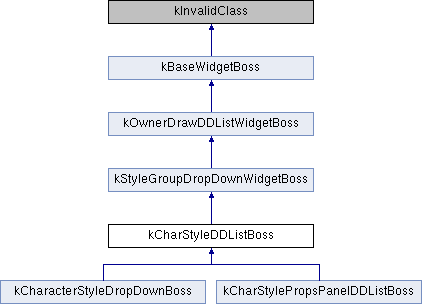 kInvalidClass
kBaseWidgetBoss
kOwnerDrawDDListWidgetBoss
kStyleGroupDropDownWidgetBoss
kCharStyleDDListBoss
kCharacterStyleDropDownBoss
kCharStylePropsPanelDDListBoss